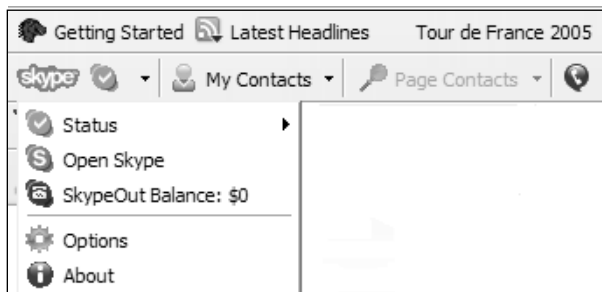 Getting Started Latest Headlines Tour de France 2005
skype My Contacts Page Contacts
Status
Open Skype
SkypeOut Balance: $0
Options
About